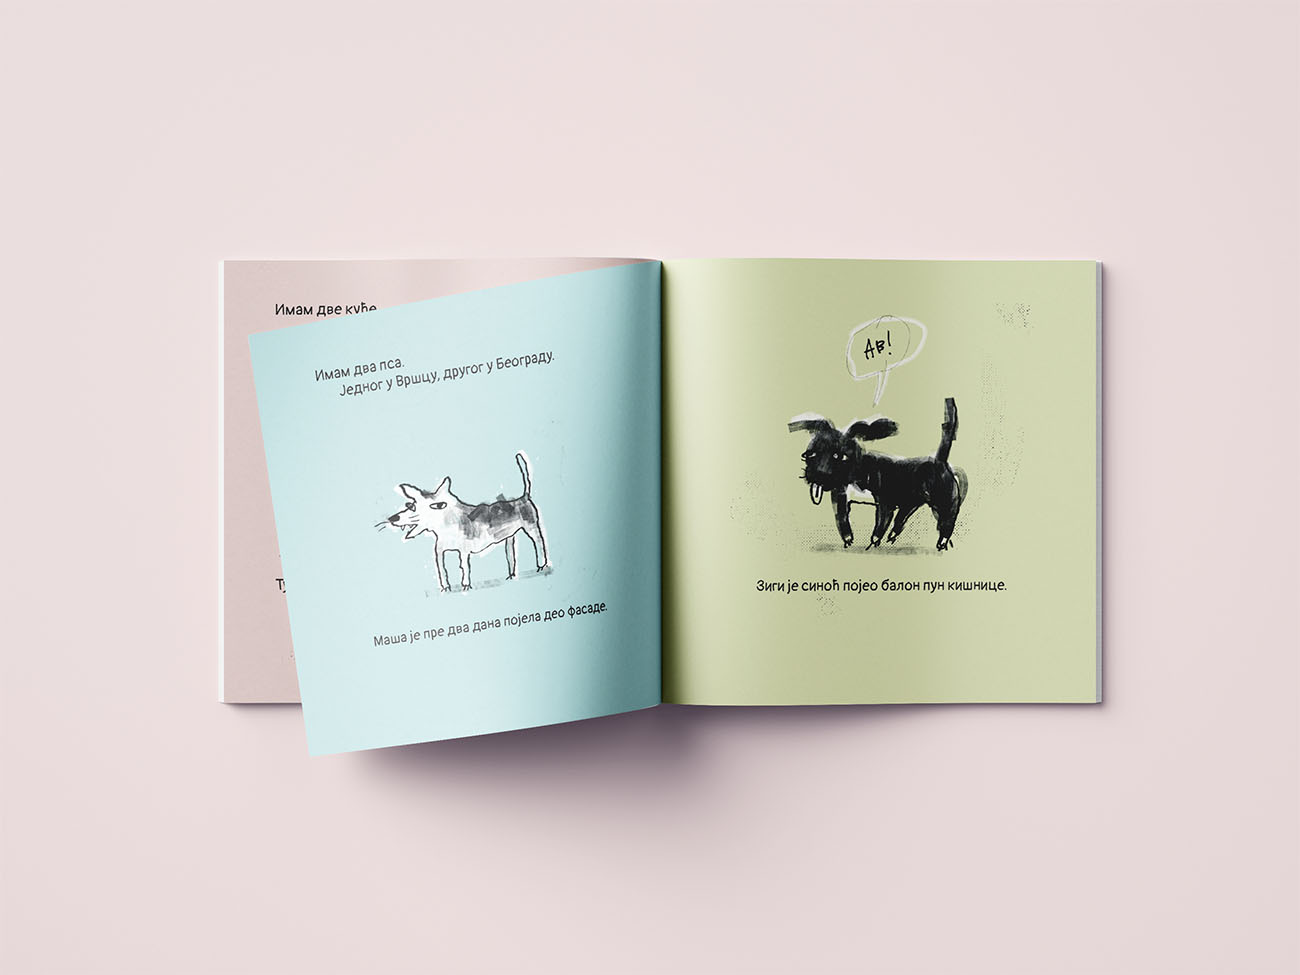 Имам две куће
Имам два пса.
Једног у Вршцу, другог у Београду.
Маша је пре два дана појела део фасаде.
АВ!
Зиги је синоћ појео балон пун кишнице.